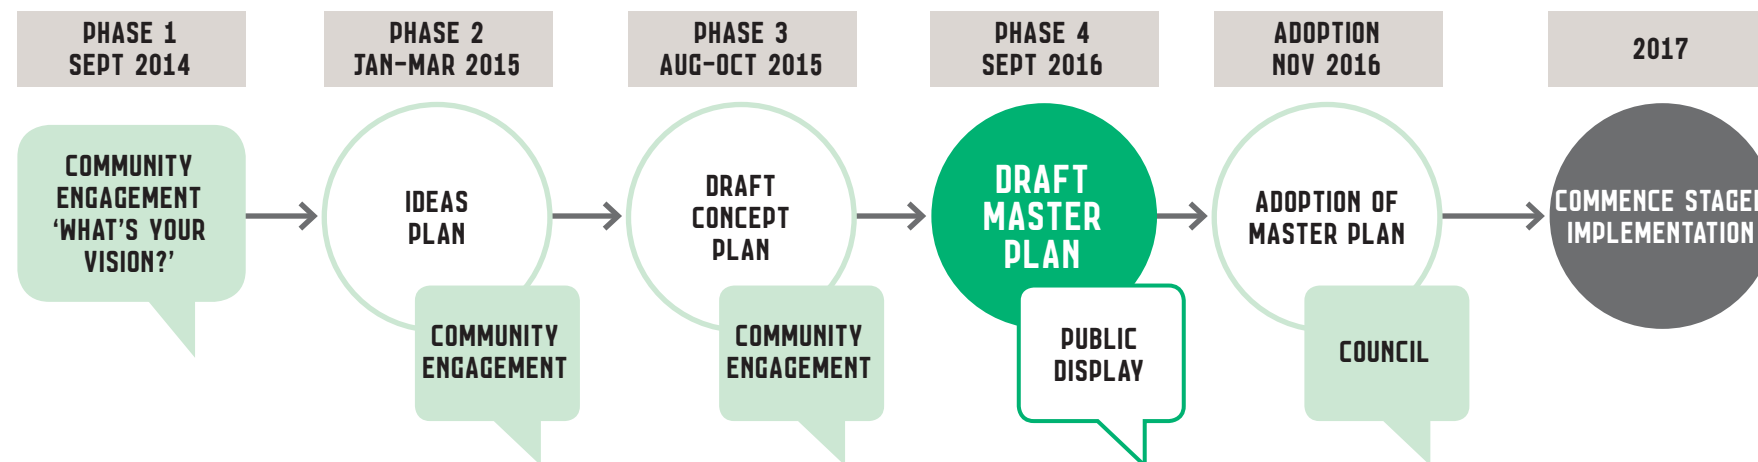 PHASE 1
SEPT 2014
PHASE 2
JAN-MAR 2015
PHASE 3
AUG-OCT 2015
PHASE 4
SEPT 2016
ADOPTION
NOV 2016
2017
COMMUNITY
ENGAGEMENT
‘WHAT’S YOUR
VISION?’
IDEAS
PLAN
COMMUNITY
ENGAGEMENT
DRAFT
CONCEPT
PLAN
COMMUNITY
ENGAGEMENT
DRAFT
MASTER
PLAN
PUBLIC
DISPLAY
ADOPTION OF
MASTER PLAN
COUNCIL
COMMENCE
IMPLEMENTATION